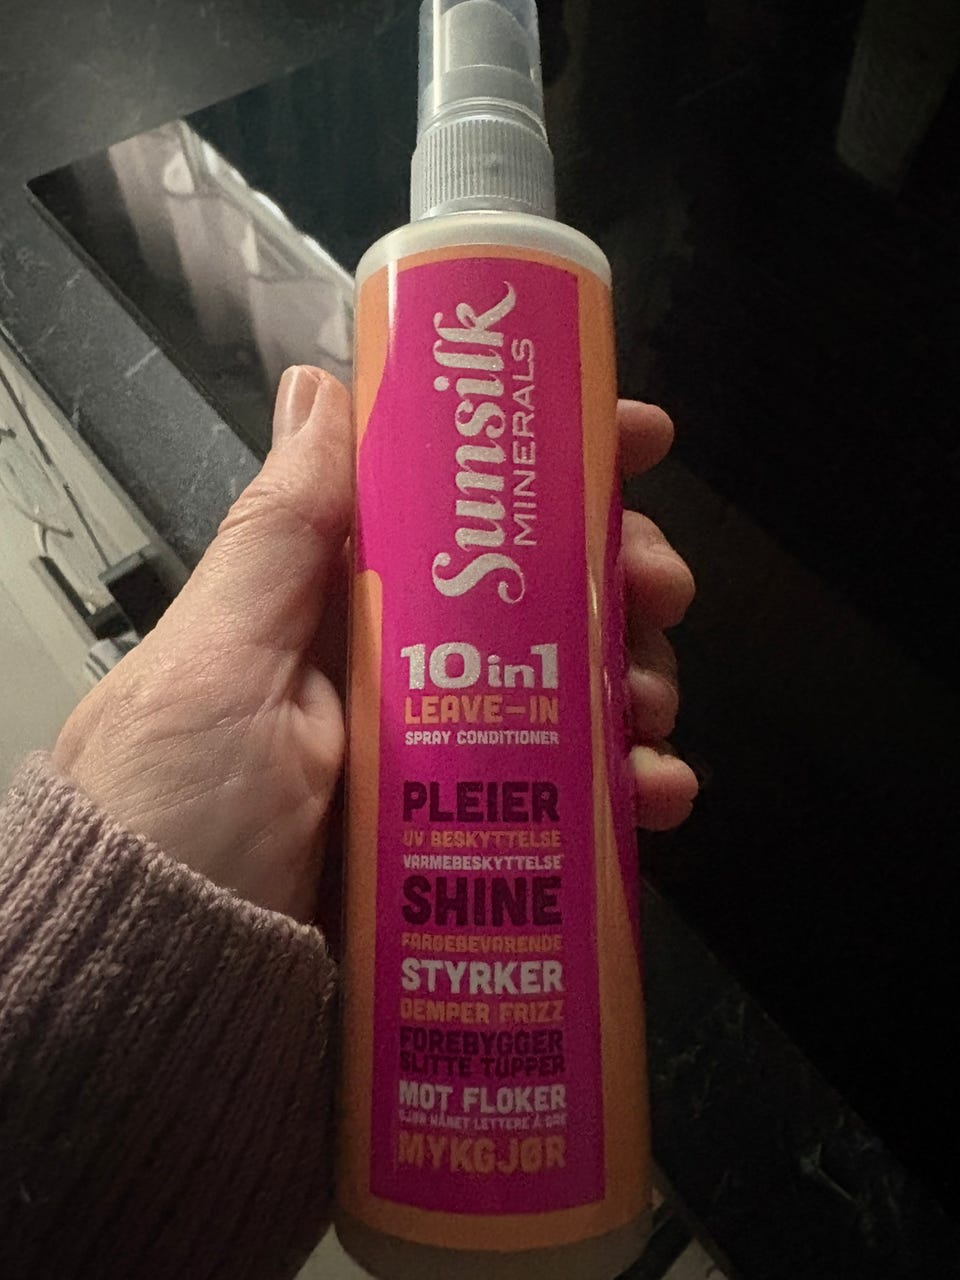 Sunsilk
MINERALS
10in1
LEAVE-IN
SPRAY CONDITIONER
PLEIER
UV BESKYTTELSE
VARMEBESKYTTELSE
SHINE
FARGEBEVARENDE
STYRKER
DEMPER FRIZZ
FOREBYGGER
SLITTE TUPPER
MOT FLOKER
HÅRET LETTERE Å GRE
MYKGJØR